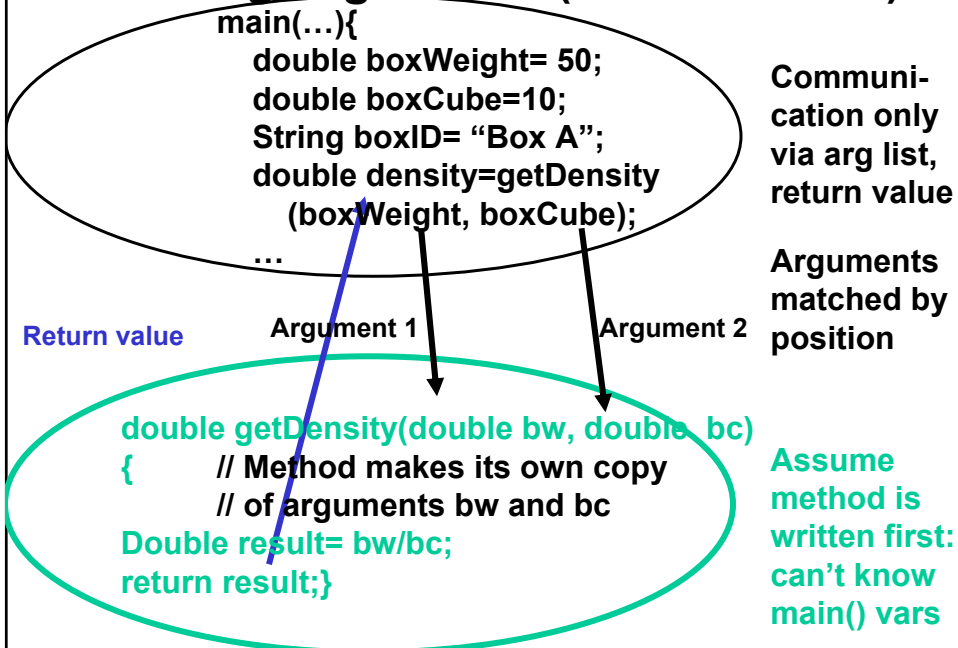 main(…){
double boxWeight= 50;
double boxCube=10;
String boxID= “Box A”;
double density=getDensity
(boxWeight, boxCube);
…
Communi-
cation only
via arg list,
return value
Arguments
matched by
position
Return value
Argument 1
Argument 2
double getDensity(double bw, double bc)
{ // Method makes its own copy
// of arguments bw and bc
Double result= bw/bc;
return result;}
Assume
method is
written first:
can’t know
main() vars